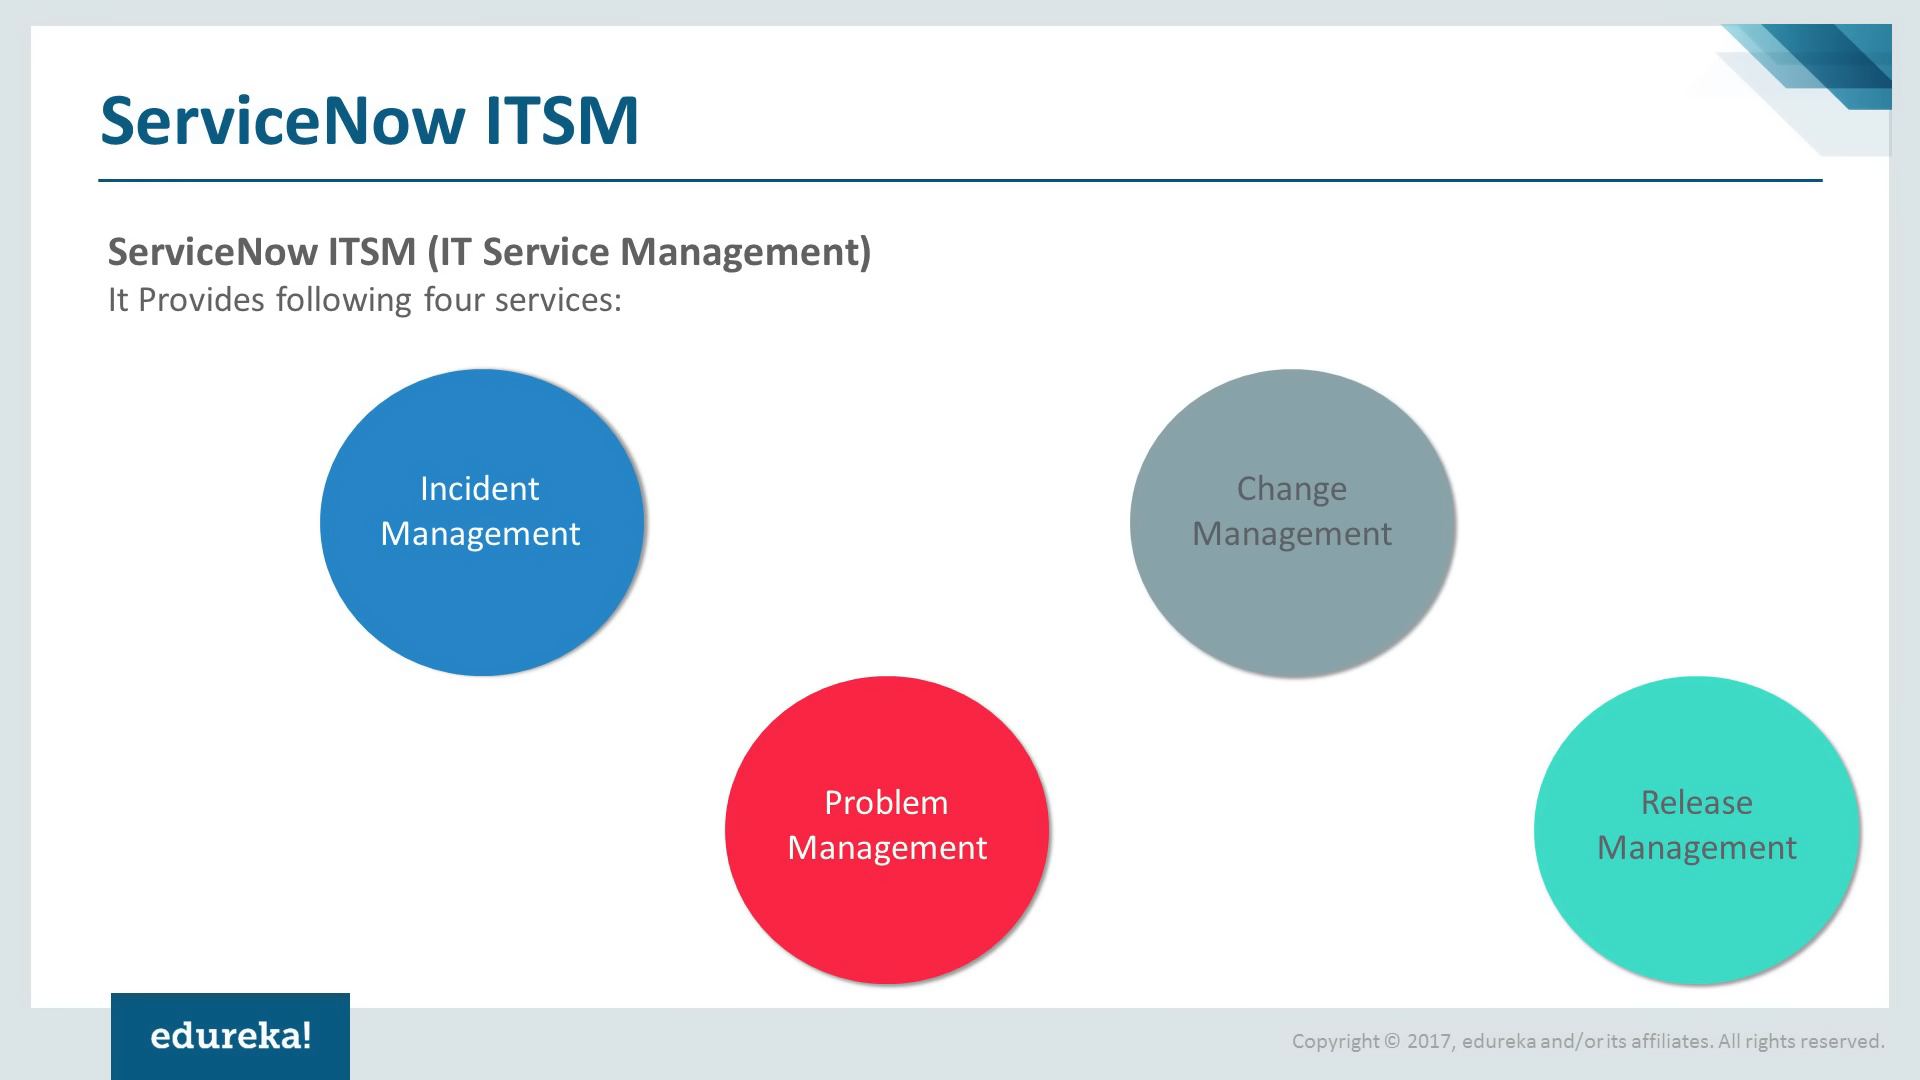 ServiceNow ITSM
ServiceNow ITSM (IT Service Management)
It Provides following four services:
Incident
Management
Change
Management
Problem
Management
Release
Management
edureka!
Copyright © 2017, edureka and/or its affiliates. All rights reserved.